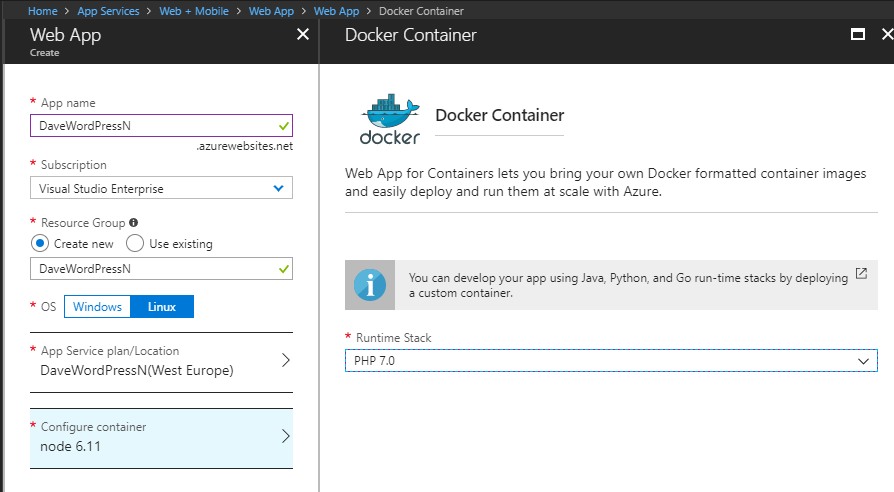 Home > App Services > Web + Mobile > Web App > Web App > Docker Container
Web App
Create
* App name
DaveWordPressN
.azurewebsites.net
* Subscription
Visual Studio Enterprise
* Resource Group
Create new
Use existing
DaveWordPressN
* OS
Windows
Linux
* App Service plan/Location
DaveWordPressN(West Europe)
* Configure container
node 6.11
Docker Container
docker
Docker Container
Web App for Containers lets you bring your own Docker formatted container images
and easily deploy and run them at scale with Azure.
You can develop your app using Java, Python, and Go run-time stacks by deploying
a custom container.
* Runtime Stack
PHP 7.0